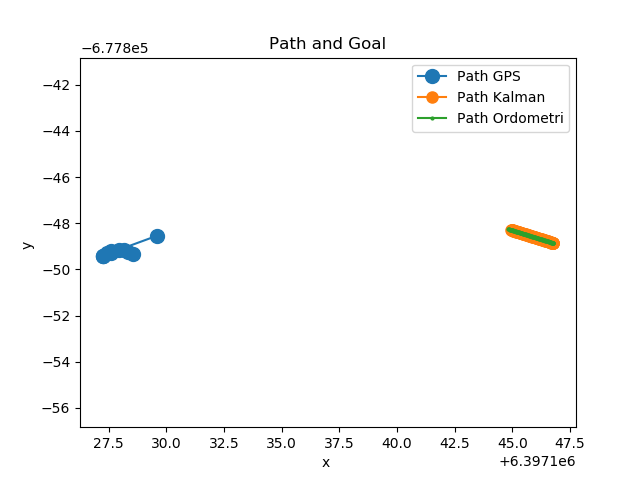 Path and Goal
−6.778e5
Path GPS
Path Kalman
Path Ordometri
−42
−44
−46
−48
−50
−52
−54
−56
y
27.5 30.0 32.5 35.0 37.5 40.0 42.5 45.0 47.5
x
+6.3971e6